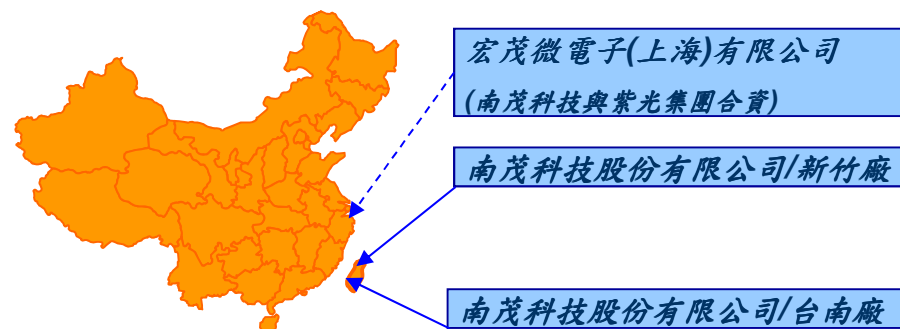 宏茂微電子(上海)有限公司
(南茂科技與紫光集團合資)
南茂科技股份有限公司/新竹廠
南茂科技股份有限公司/台南廠